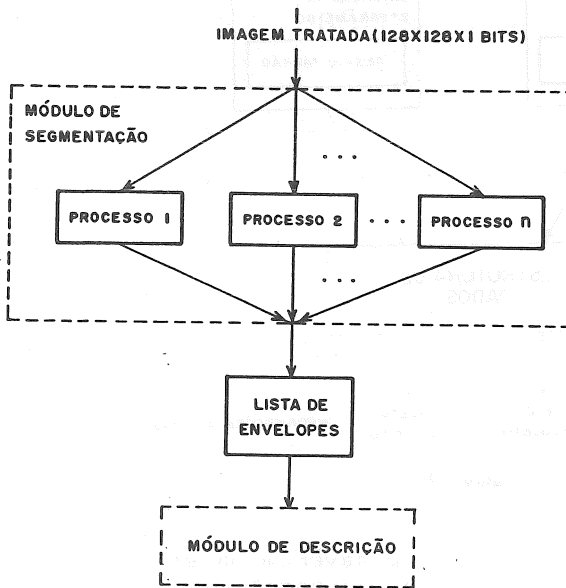 IMAGEM TRATADA(128X128X1 BITS)
MÓDULO DE
SEGMENTAÇÃO
...
PROCESSO 1
PROCESSO 2
...
PROCESSO n
...
LISTA DE
ENVELOPES
MÓDULO DE DESCRIÇÃO